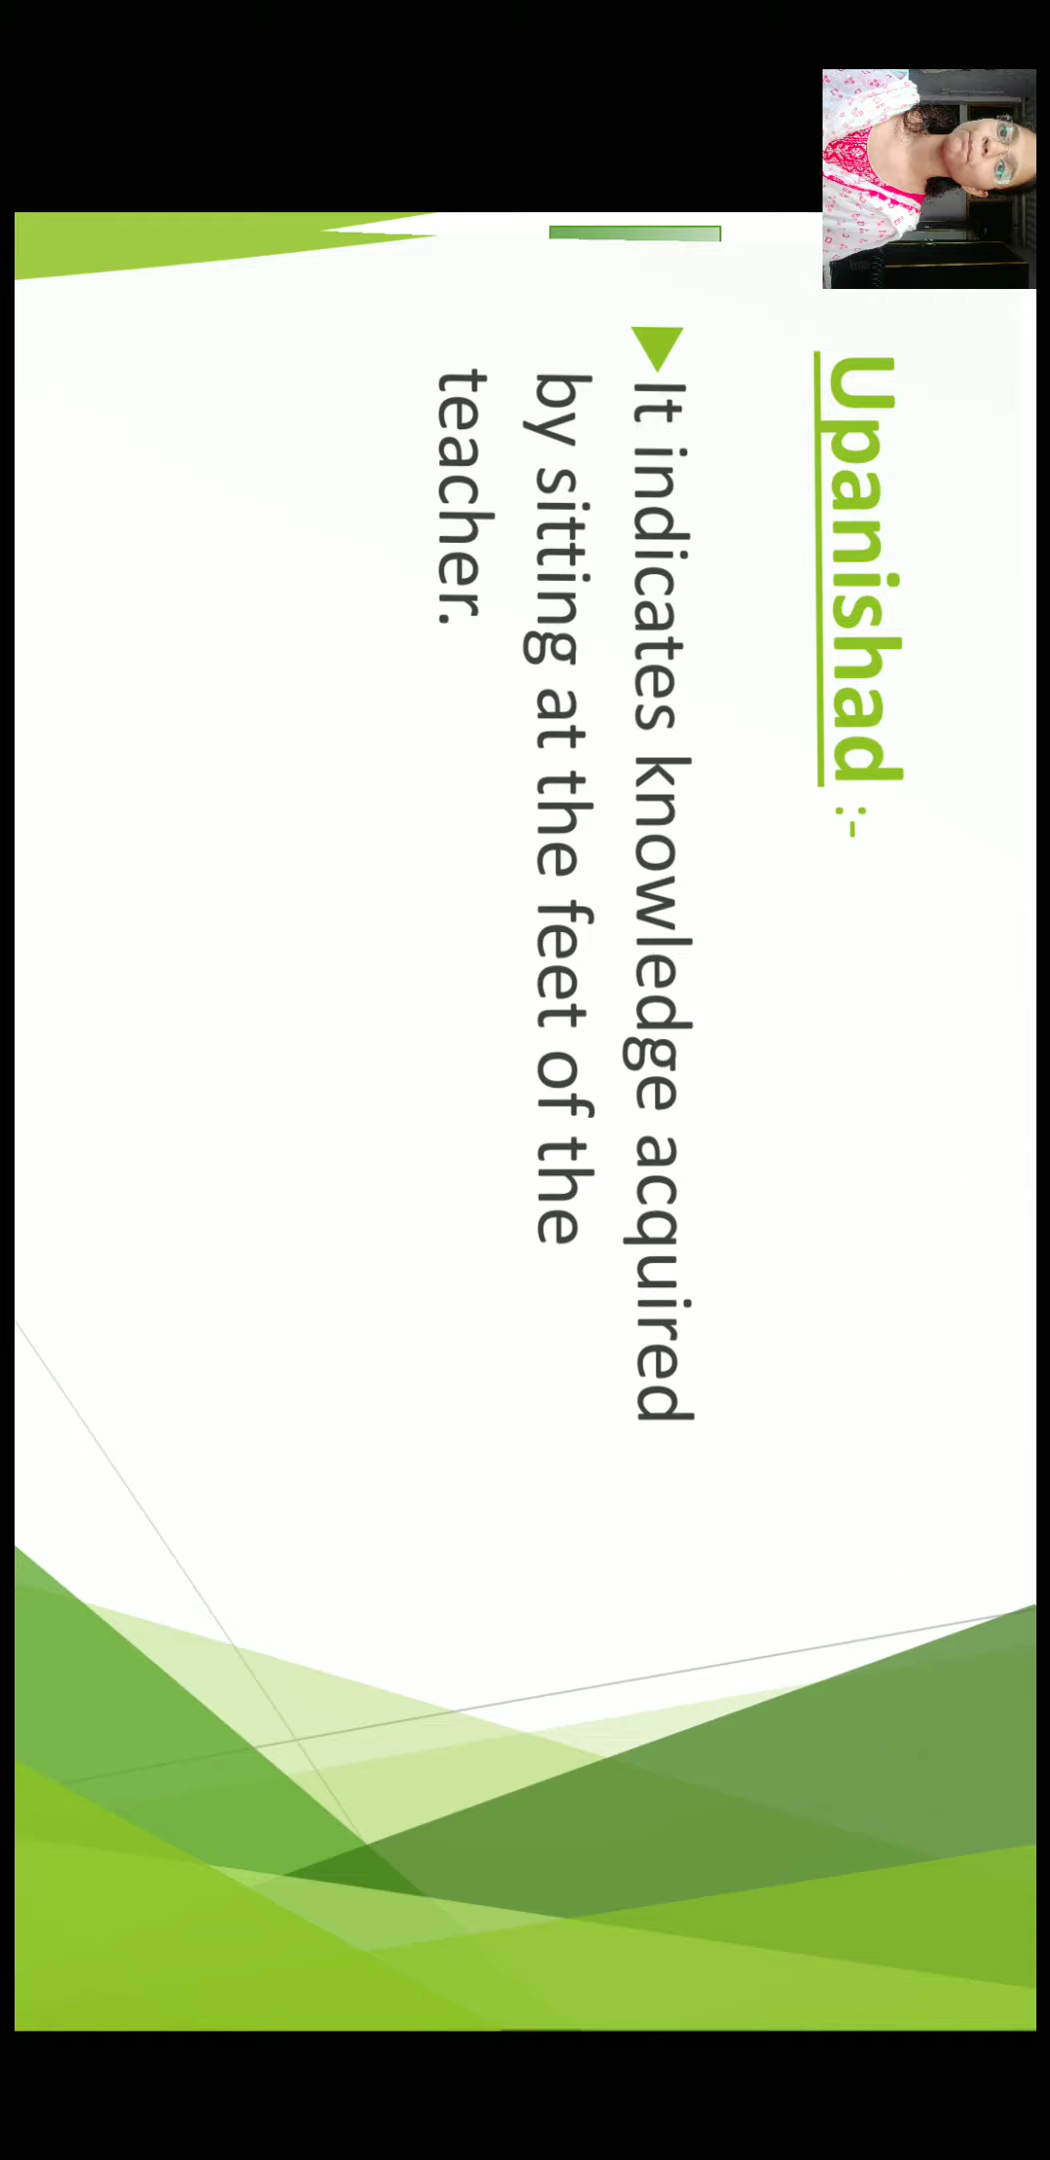 Upanishad :-
It indicates knowledge acquired
by sitting at the feet of the
teacher.